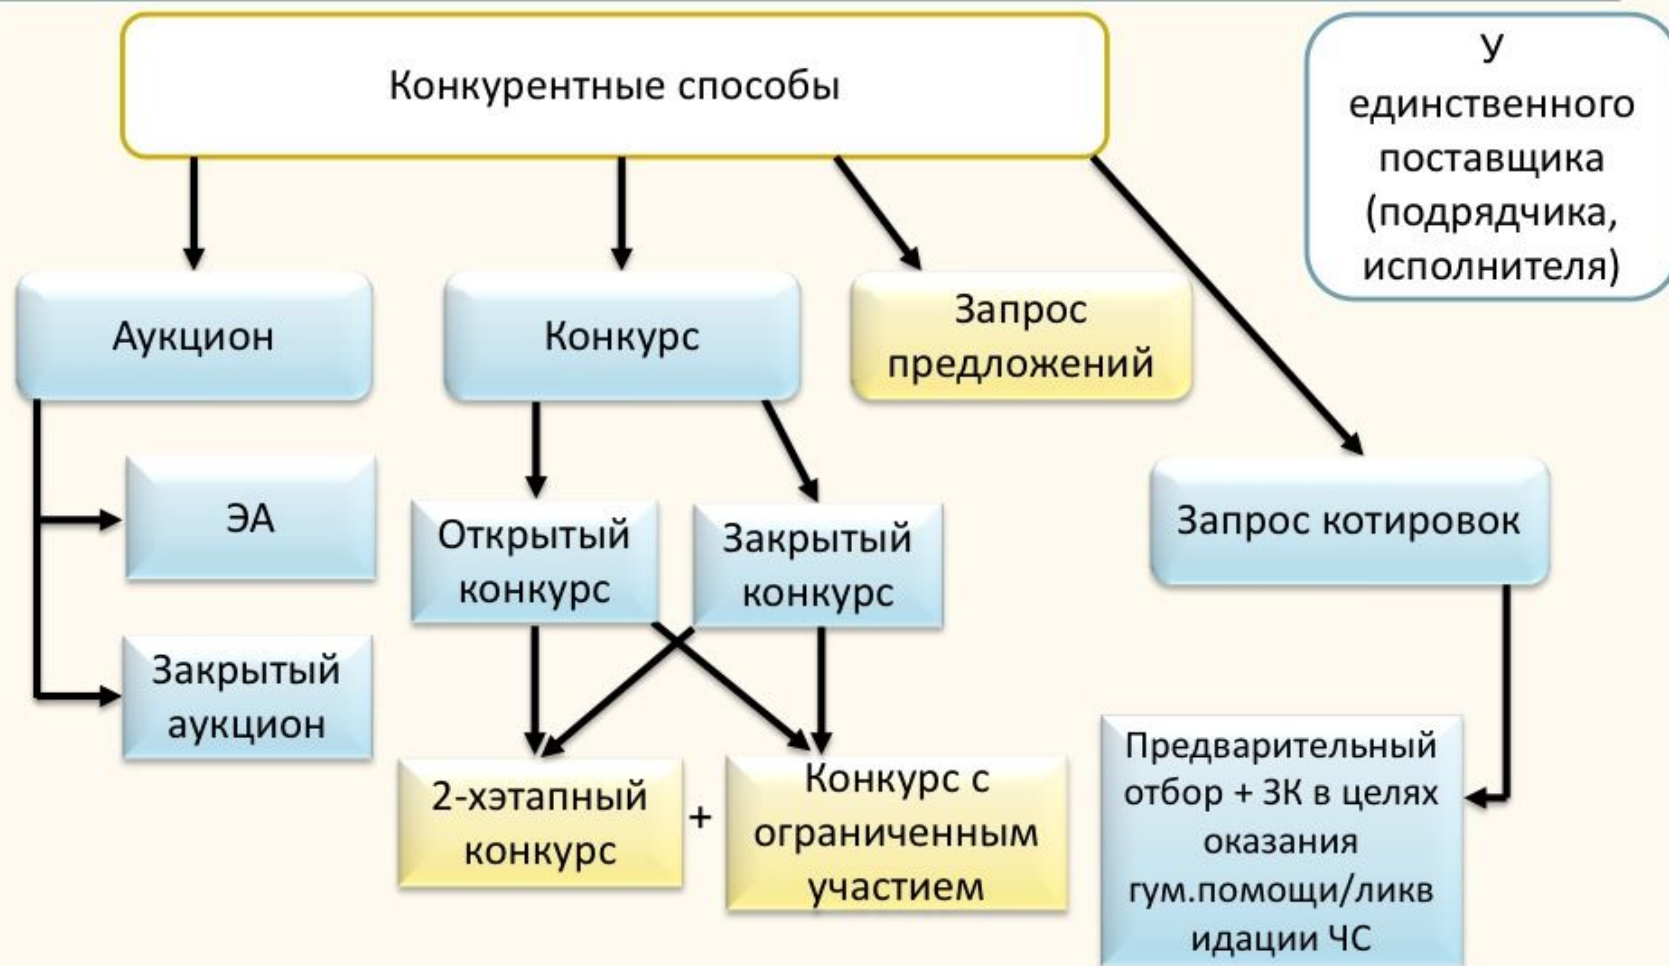 Конкурентные способы
У
единственного
поставщика
(подрядчика,
исполнителя)
Аукцион
Конкурс
Запрос
предложений
ЭА
Открытый
конкурс
Закрытый
конкурс
Запрос котировок
Закрытый
аукцион
2-хэтапный
конкурс
+
Конкурс с
ограниченным
участием
Предварительный
отбор + ЗК в целях
оказания
гум.помощи/ликв
идации ЧС